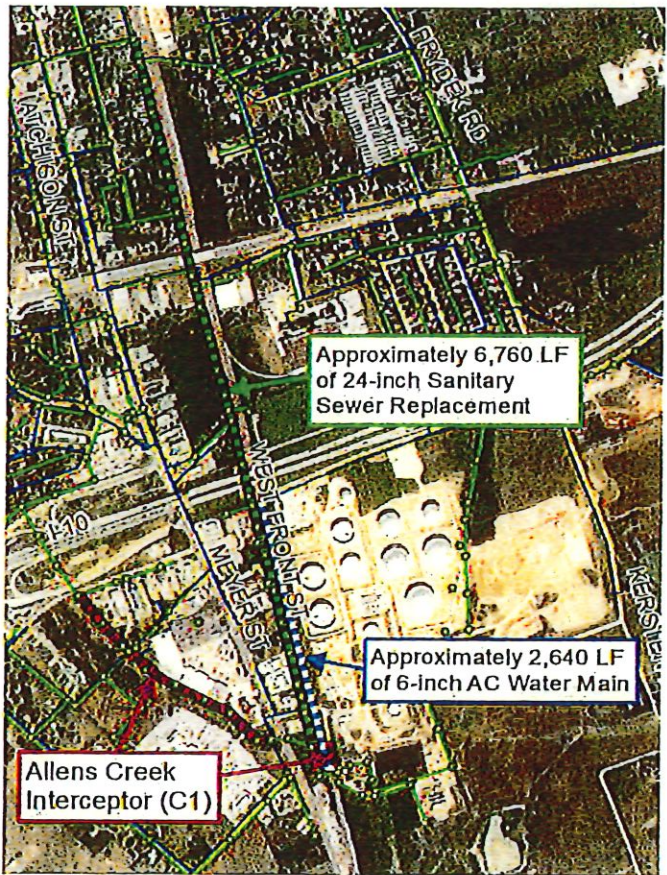 FRYDEK RD
ATCHISON ST
Approximately 6,760 LF
of 24-inch Sanitary
Sewer Replacement
I-10
WEST FRONT ST
MEYER ST
Approximately 2,640 LF
of 6-inch AC Water Main
Allens Creek
Interceptor (C1)